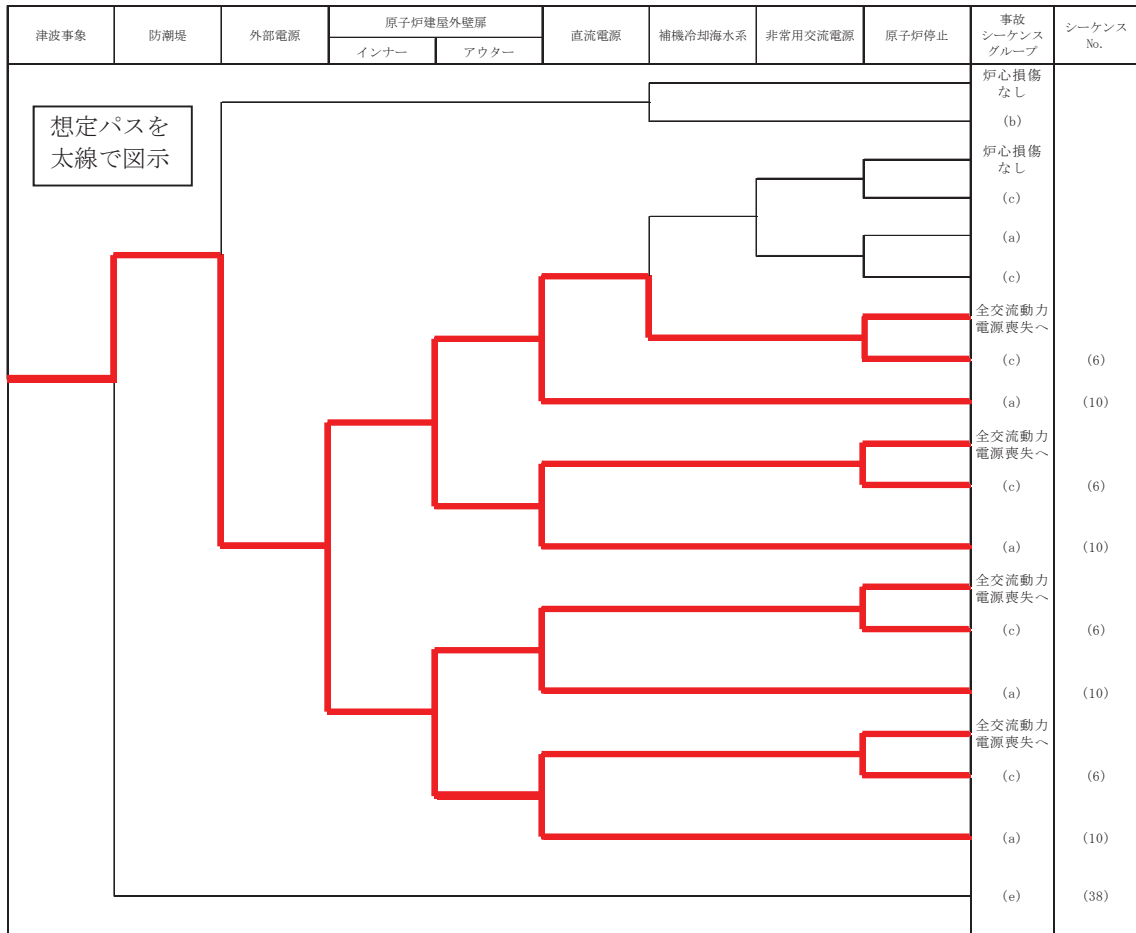 津波事象
防潮堤
外部電源
原子炉建屋外壁扉
インナー
アウター
直流電源
補機冷却海水系
非常用交流電源
原子炉停止
事故
シーケンス
グループ
シーケンス
No.
想定パスを
太線で図示
炉心損傷
なし
(b)
炉心損傷
なし
(c)
(a)
(c)
全交流動力
電源喪失へ
(c)
(6)
(a)
(10)
全交流動力
電源喪失へ
(c)
(6)
(a)
(10)
全交流動力
電源喪失へ
(c)
(6)
(a)
(10)
全交流動力
電源喪失へ
(c)
(6)
(a)
(10)
(e)
(38)